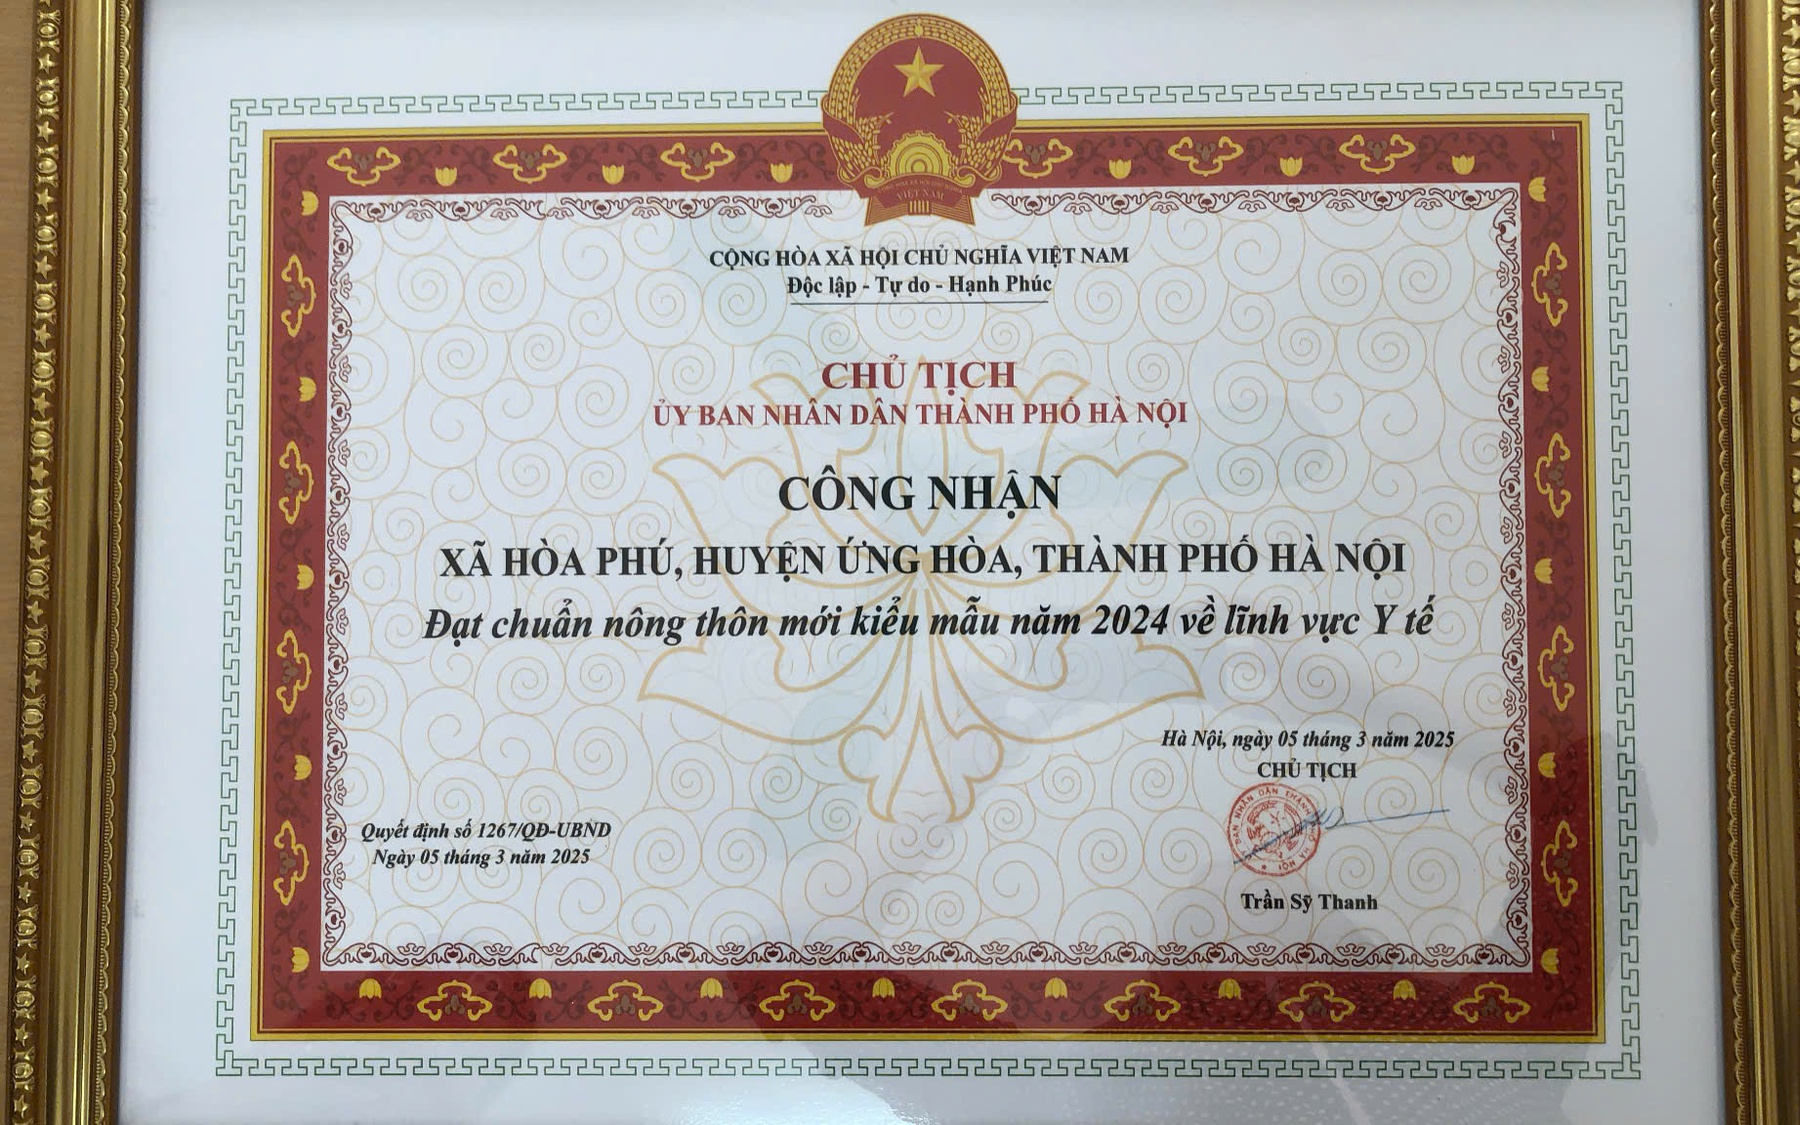 CỘNG HÒA XÃ HỘI CHỦ NGHĨA VIỆT NAM
Độc lập - Tự do - Hạnh Phúc
CHỦ TỊCH
ỦY BAN NHÂN DÂN THÀNH PHỐ HÀ NỘI
CÔNG NHẬN
XÃ HÒA PHÚ, HUYỆN ỨNG HÒA, THÀNH PHỐ HÀ NỘI
Đạt chuẩn nông thôn mới kiểu mẫu năm 2024 về lĩnh vực Y tế
Hà Nội, ngày 05 tháng 3 năm 2025
CHỦ TỊCH
Quyết định số 1267/QĐ-UBND
Ngày 05 tháng 3 năm 2025
Trần Sỹ Thanh
VIỆT NAM